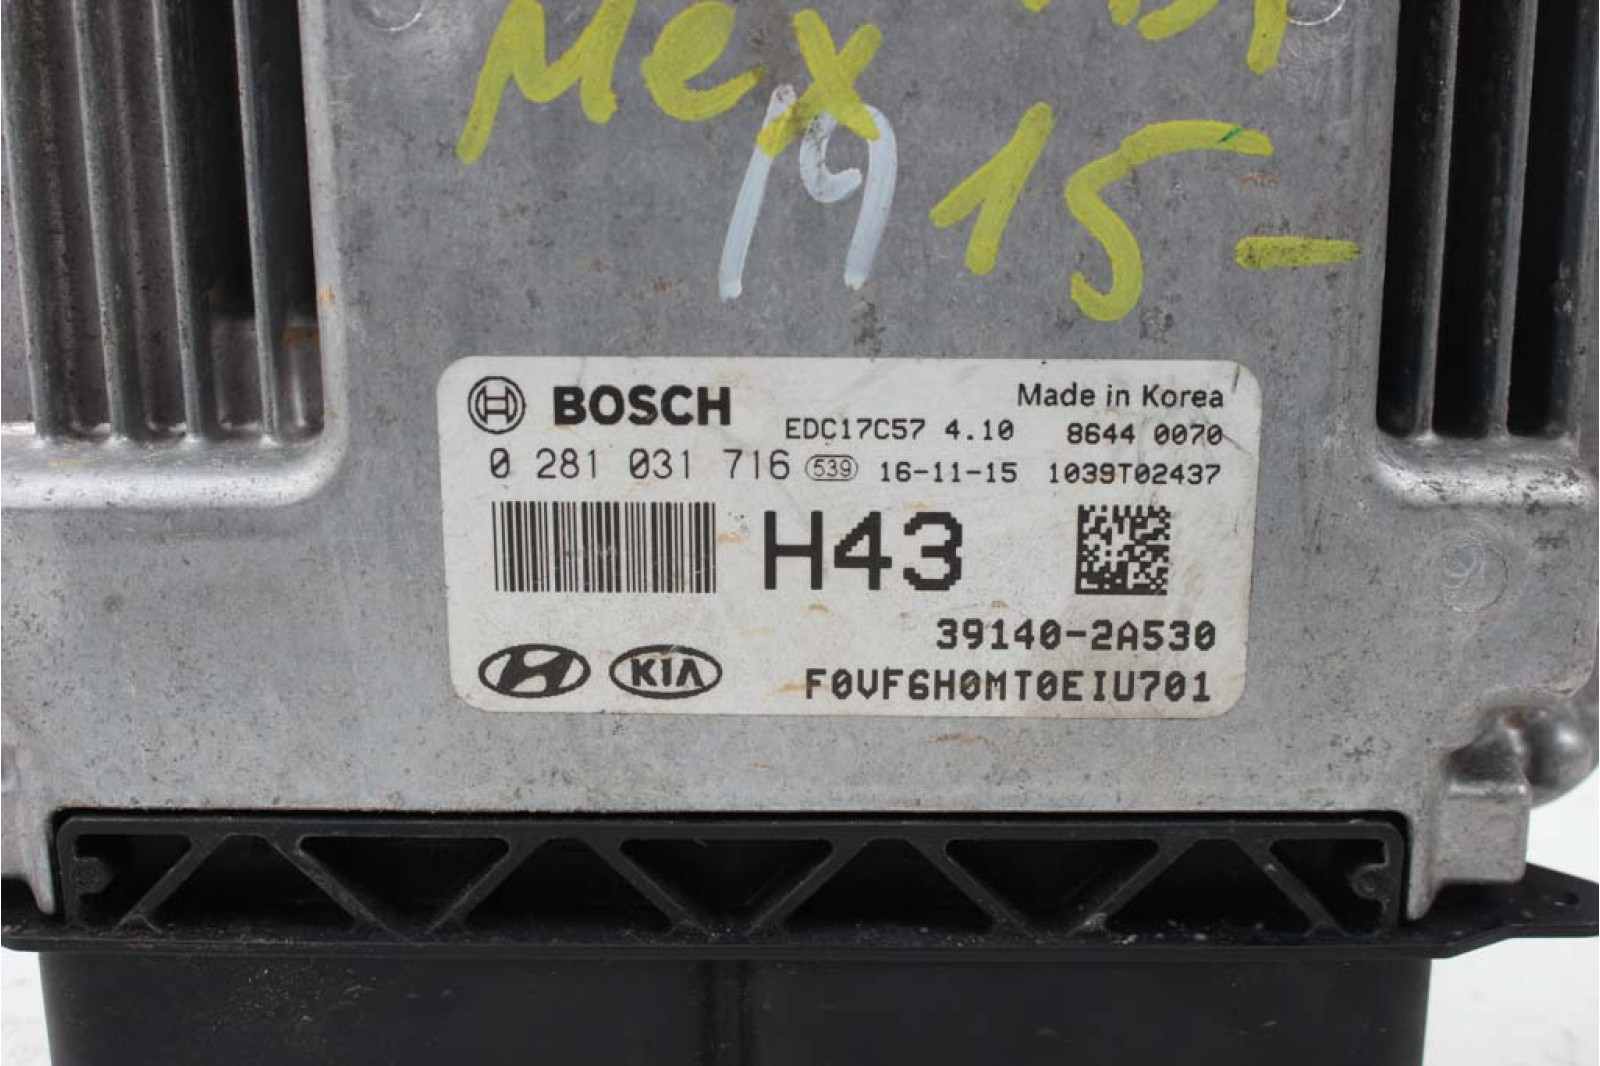 Mex
19 15-
BOSCH Made in Korea
EDC17C57 4.10 8644 0070
0 281 031 716 539 16-11-15 1039T02437
H43
39140-2A530
KIA F0VF6H0MT0EIU701